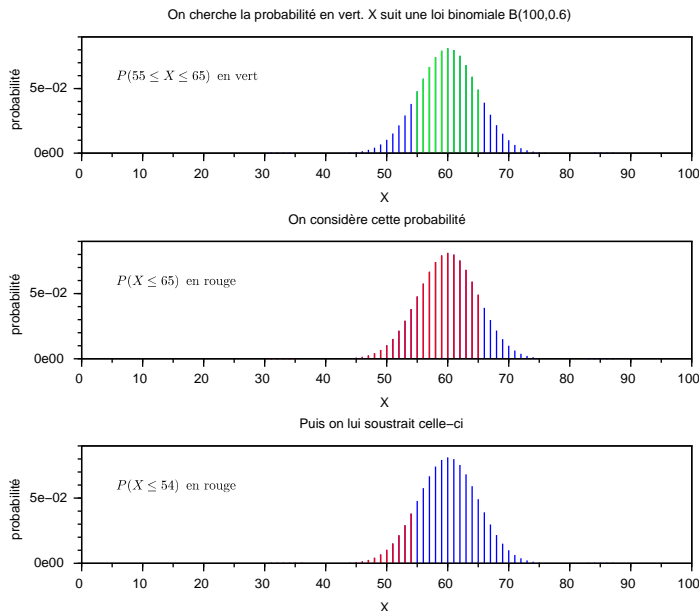 On cherche la probabilité en vert. X suit une loi binomiale B(100,0.6)
probabilité
5e−02
0e00
P(55 ≤ X ≤ 65) en vert
0 10 20 30 40 50 60 70 80 90 100
X
On considère cette probabilité
probabilité
5e−02
0e00
P(X ≤ 65) en rouge
0 10 20 30 40 50 60 70 80 90 100
X
Puis on lui soustrait celle−ci
probabilité
5e−02
0e00
P(X ≤ 54) en rouge
0 10 20 30 40 50 60 70 80 90 100
X